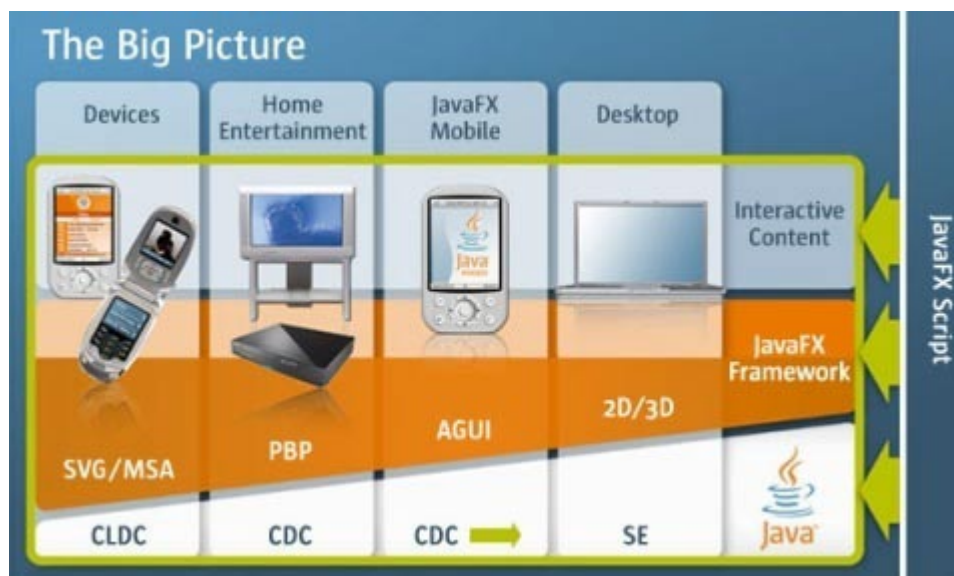 The Big Picture
Devices
Home
Entertainment
JavaFX
Mobile
Desktop
Interactive
Content
Java
JavaFX
Framework
SVG/MSA
PBP
AGUI
2D/3D
CLDC
CDC
CDC
SE
Java
JavaFX Script